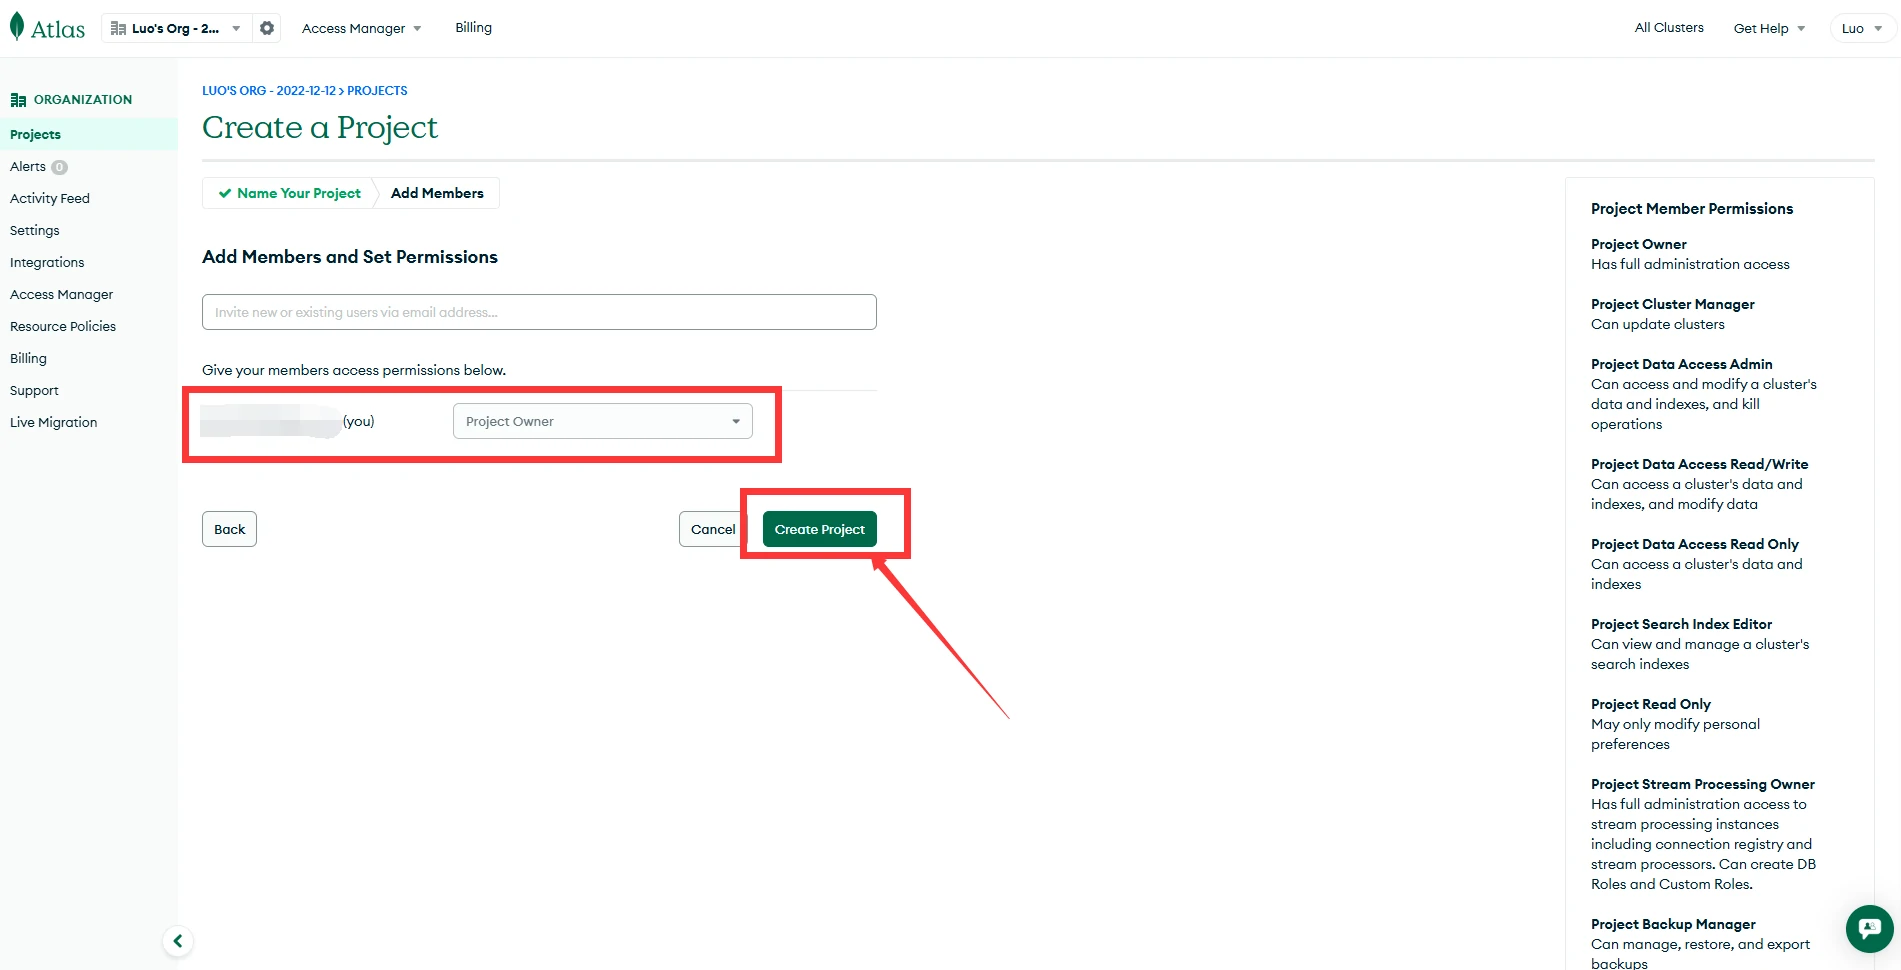 Atlas
Luo's Org - 2...
Access Manager
Billing
All Clusters
Get Help
Luo
ORGANIZATION
Projects
Alerts 0
Activity Feed
Settings
Integrations
Access Manager
Resource Policies
Billing
Support
Live Migration
LUO'S ORG - 2022-12-12 > PROJECTS
Create a Project
Name Your Project
Add Members
Add Members and Set Permissions
Invite new or existing users via email address...
Give your members access permissions below.
(you)
Project Owner
Back
Cancel
Create Project
Project Member Permissions
Project Owner
Has full administration access
Project Cluster Manager
Can update clusters
Project Data Access Admin
Can access and modify a cluster's
data and indexes, and kill
operations
Project Data Access Read/Write
Can access a cluster's data and
indexes, and modify data
Project Data Access Read Only
Can access a cluster's data and
indexes
Project Search Index Editor
Can view and manage a cluster's
search indexes
Project Read Only
May only modify personal
preferences
Project Stream Processing Owner
Has full administration access to
stream processing instances
including connection registry and
stream processors. Can create DB
Roles and Custom Roles.
Project Backup Manager
Can manage, restore, and export
backups